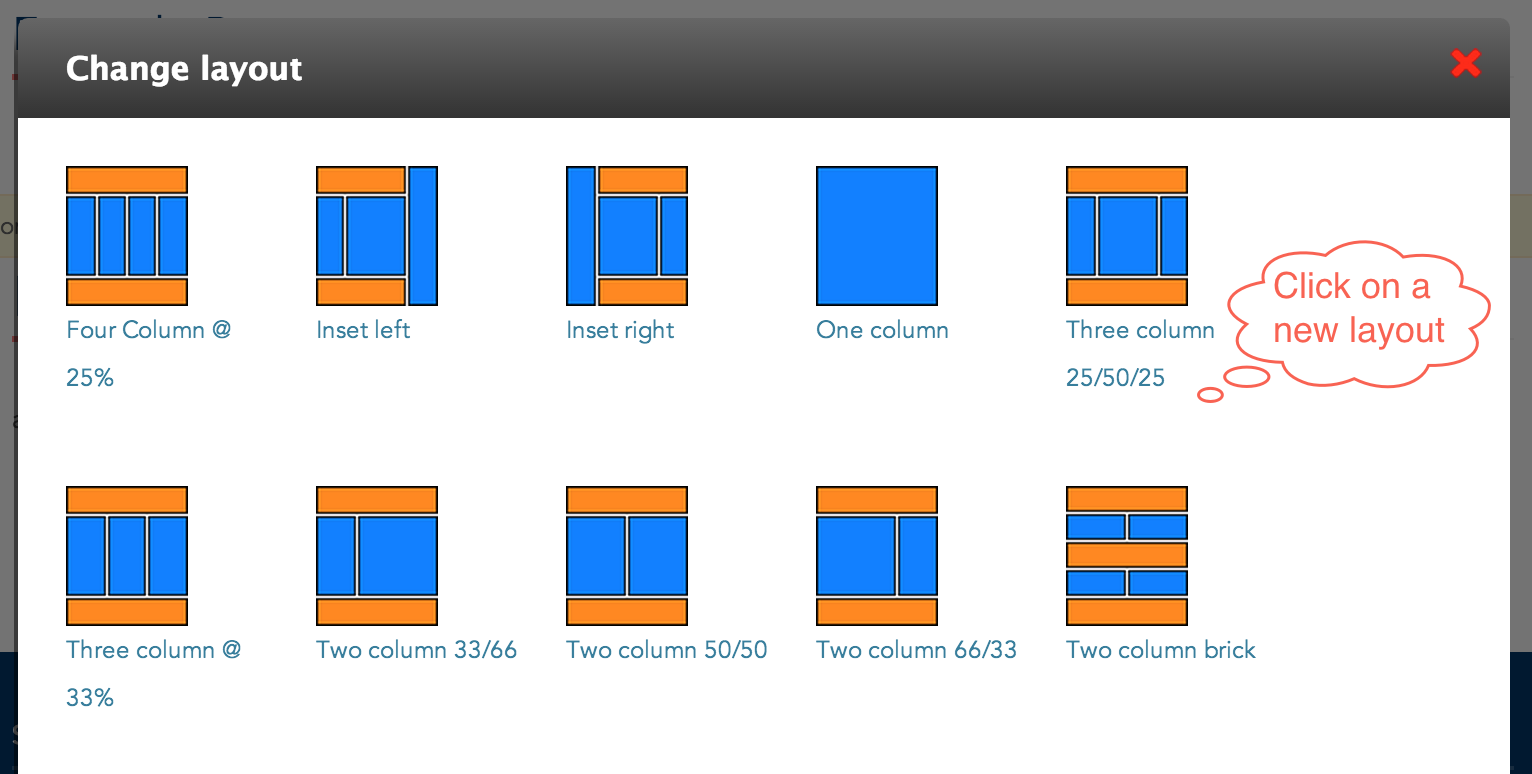 Change layout
Four Column @
25%
Inset left
Inset right
One column
Three column
25/50/25
Click on a
new layout
Three column @
33%
Two column 33/66
Two column 50/50
Two column 66/33
Two column brick